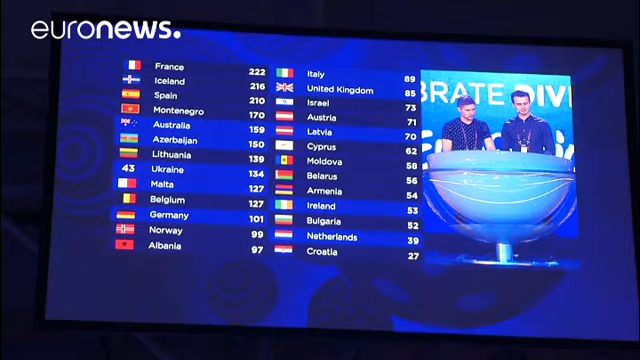 euronews.
France 222
Iceland 216
Spain 210
Montenegro 170
Australia 159
Azerbaijan 150
Lithuania 139
43 Ukraine 134
Malta 127
Belgium 127
Germany 101
Norway 99
Albania 97
Italy 89
United Kingdom 85
Israel 73
Austria 71
Latvia 70
Cyprus 62
Moldova 58
Belarus 56
Armenia 54
Ireland 53
Bulgaria 52
Netherlands 39
Croatia 27
BRATE DIV